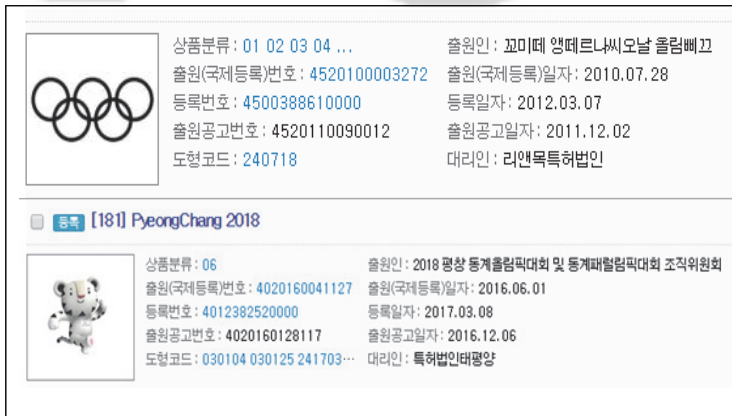 상품분류 : 01 02 03 04 ... 출원인 : 꼬미떼 앵떼르나씨오날 올림삐끄
출원(국제등록)번호 : 4520100003272 출원(국제등록)일자 : 2010.07.28
등록번호 : 4500388610000 등록일자 : 2012.03.07
출원공고번호 : 4520110090012 출원공고일자 : 2011.12.02
도형코드 : 240718 대리인 : 리앤목특허법인
등록 [181] PyeongChang 2018
상품분류 : 06 출원인 : 2018 평창 동계올림픽대회 및 동계패럴림픽대회 조직위원회
출원(국제등록)번호 : 4020160041127 출원(국제등록)일자 : 2016.06.01
등록번호 : 4012382520000 등록일자 : 2017.03.08
출원공고번호 : 4020160128117 출원공고일자 : 2016.12.06
도형코드 : 030104 030125 241703··· 대리인 : 특허법인태평양